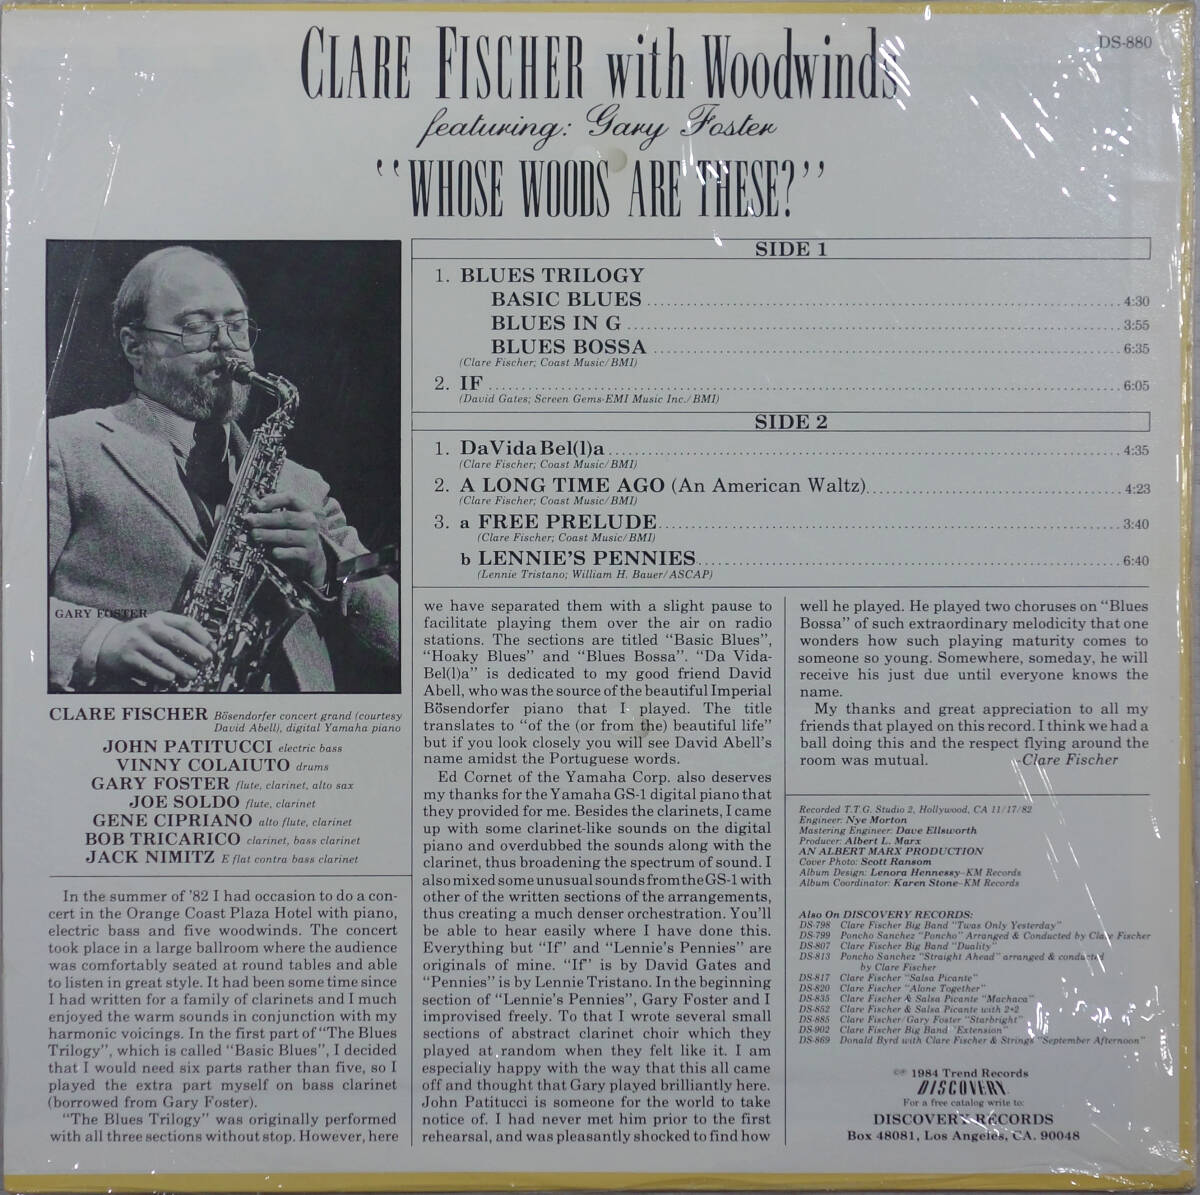 CLARE FISCHER with Woodwinds
DS-880
featuring: Gary Foster
"WHOSE WOODS ARE THESE?"
SIDE 1
1. BLUES TRILOGY
BASIC BLUES 4:30
BLUES IN G 3:55
BLUES BOSSA 6:35
(Clare Fischer; Coast Music/BMI)
2. IF 6:05
(David Gates; Screen Gems-EMI Music Inc./BMI)
SIDE 2
1. DaVida Bel(l)a 4:35
(Clare Fischer; Coast Music/BMI)
2. A LONG TIME AGO (An American Waltz) 4:23
(Clare Fischer; Coast Music/BMI)
3. a FREE PRELUDE 3:40
(Clare Fischer; Coast Music/BMI)
b LENNIE'S PENNIES 6:40
(Lennie Tristano; William H. Bauer/ASCAP)
GARY FOSTER
CLARE FISCHER Bösendorfer concert grand (courtesy
David Abell), digital Yamaha piano
JOHN PATITUCCI electric bass
VINNY COLAIUTO drums
GARY FOSTER flute, clarinet, alto sax
JOE SOLDO flute, clarinet
GENE CIPRIANO alto flute, clarinet
BOB TRICARICO clarinet, bass clarinet
JACK NIMITZ E flat contra bass clarinet
In the summer of '82 I had occasion to do a con-
cert in the Orange Coast Plaza Hotel with piano,
electric bass and five woodwinds. The concert
took place in a large ballroom where the audience
was comfortably seated at round tables and able
to listen in great style. It had been some time since
I had written for a family of clarinets and I much
enjoyed the warm sounds in conjunction with my
harmonic voicings. In the first part of "The Blues
Trilogy", which is called "Basic Blues", I decided
that I would need six parts rather than five, so I
played the extra part myself on bass clarinet
(borrowed from Gary Foster).
"The Blues Trilogy" was originally performed
with all three sections without stop. However, here
we have separated them with a slight pause to
facilitate playing them over the air on radio
stations. The sections are titled "Basic Blues",
"Hoaky Blues" and "Blues Bossa". "Da Vida-
Bel(l)a" is dedicated to my good friend David
Abell, who was the source of the beautiful Imperial
Bösendorfer piano that I played. The title
translates to "of the (or from the) beautiful life"
but if you look closely you will see David Abell's
name amidst the Portuguese words.
Ed Cornet of the Yamaha Corp. also deserves
my thanks for the Yamaha GS-1 digital piano that
they provided for me. Besides the clarinets, I came
up with some clarinet-like sounds on the digital
piano and overdubbed the sounds along with the
clarinet, thus broadening the spectrum of sound. I
also mixed some unusual sounds from the GS-1 with
other of the written sections of the arrangements,
thus creating a much denser orchestration. You'll
be able to hear easily where I have done this.
Everything but "If" and "Lennie's Pennies" are
originals of mine. "If" is by David Gates and
"Pennies" is by Lennie Tristano. In the beginning
section of "Lennie's Pennies", Gary Foster and I
improvised freely. To that I wrote several small
sections of abstract clarinet choir which they
played at random when they felt like it. I am
especially happy with the way that this all came
off and thought that Gary played brilliantly here.
John Patitucci is someone for the world to take
notice of. I had never met him prior to the first
rehearsal, and was pleasantly shocked to find how
well he played. He played two choruses on "Blues
Bossa" of such extraordinary melodicity that one
wonders how such playing maturity comes to
someone so young. Somewhere, someday, he will
receive his just due until everyone knows the
name.
My thanks and great appreciation to all my
friends that played on this record. I think we had a
ball doing this and the respect flying around the
room was mutual. -Clare Fischer
Recorded T.T.G. Studio 2, Hollywood, CA 11/17/82
Engineer: Nye Morton
Mastering Engineer: Dave Ellsworth
Producer: Albert L. Marx
AN ALBERT MARX PRODUCTION
Cover Photo: Scott Ransom
Album Design: Lenora Hennessy–KM Records
Album Coordinator: Karen Stone–KM Records
Also On DISCOVERY RECORDS:
DS-798 Clare Fischer Big Band "Twas Only Yesterday"
DS-799 Poncho Sanchez "Poncho" Arranged & Conducted by Clare Fischer
DS-807 Clare Fischer Big Band "Duality"
DS-813 Poncho Sanchez "Straight Ahead" arranged & conducted
by Clare Fischer
DS-817 Clare Fischer "Salsa Picante"
DS-820 Clare Fischer "Alone Together"
DS-835 Clare Fischer & Salsa Picante "Machaca"
DS-852 Clare Fischer & Salsa Picante with 2+2
DS-885 Clare Fischer/Gary Foster "Starbright"
DS-902 Clare Fischer Big Band "Extension"
DS-869 Donald Byrd with Clare Fischer & Strings "September Afternoon"
©℗ 1984 Trend Records
DISCOVERY
For a free catalog write to:
DISCOVERY RECORDS
Box 48081, Los Angeles, CA. 90048